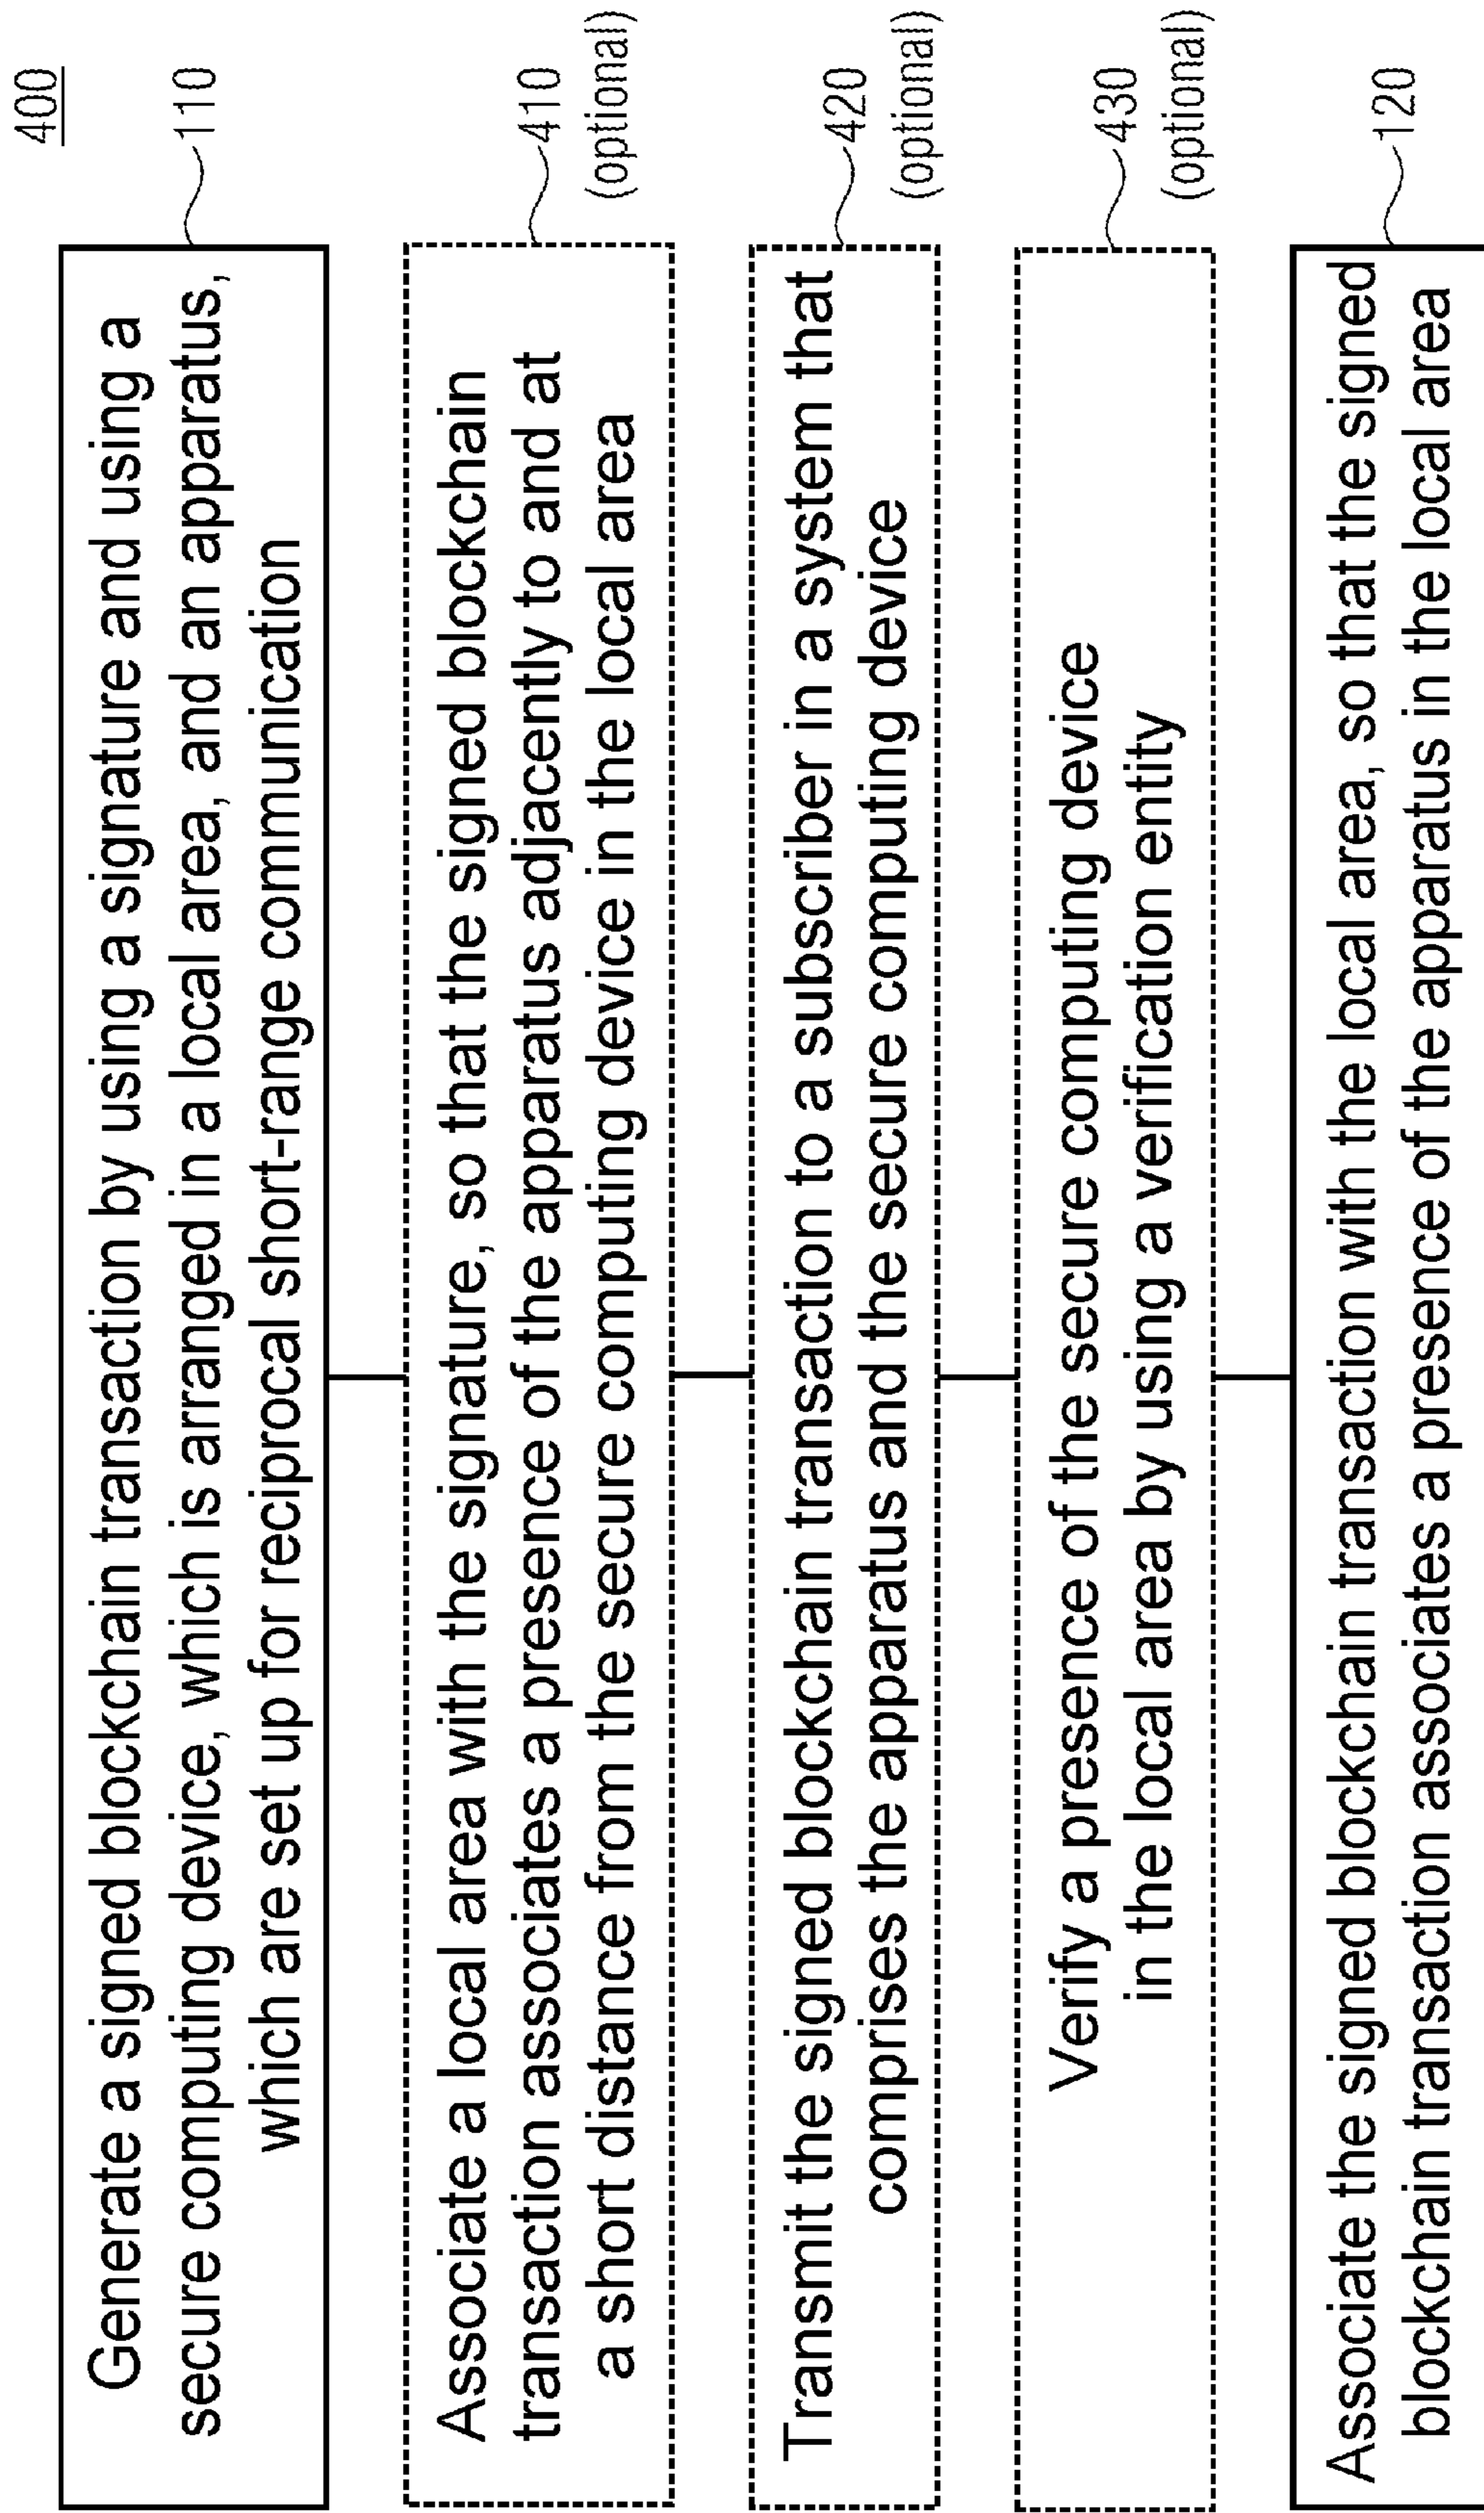 400
Generate a signed blockchain transaction by using a signature and using a
secure computing device, which is arranged in a local area, and an apparatus,
which are set up for reciprocal short-range communication
110
Associate a local area with the signature, so that the signed blockchain
transaction associates a presence of the apparatus adjacently to and at
a short distance from the secure computing device in the local area
410
(optional)
Transmit the signed blockchain transaction to a subscriber in a system that
comprises the apparatus and the secure computing device
420
(optional)
Verify a presence of the secure computing device
in the local area by using a verification entity
430
(optional)
Associate the signed blockchain transaction with the local area, so that the signed
blockchain transaction associates a presence of the apparatus in the local area
120